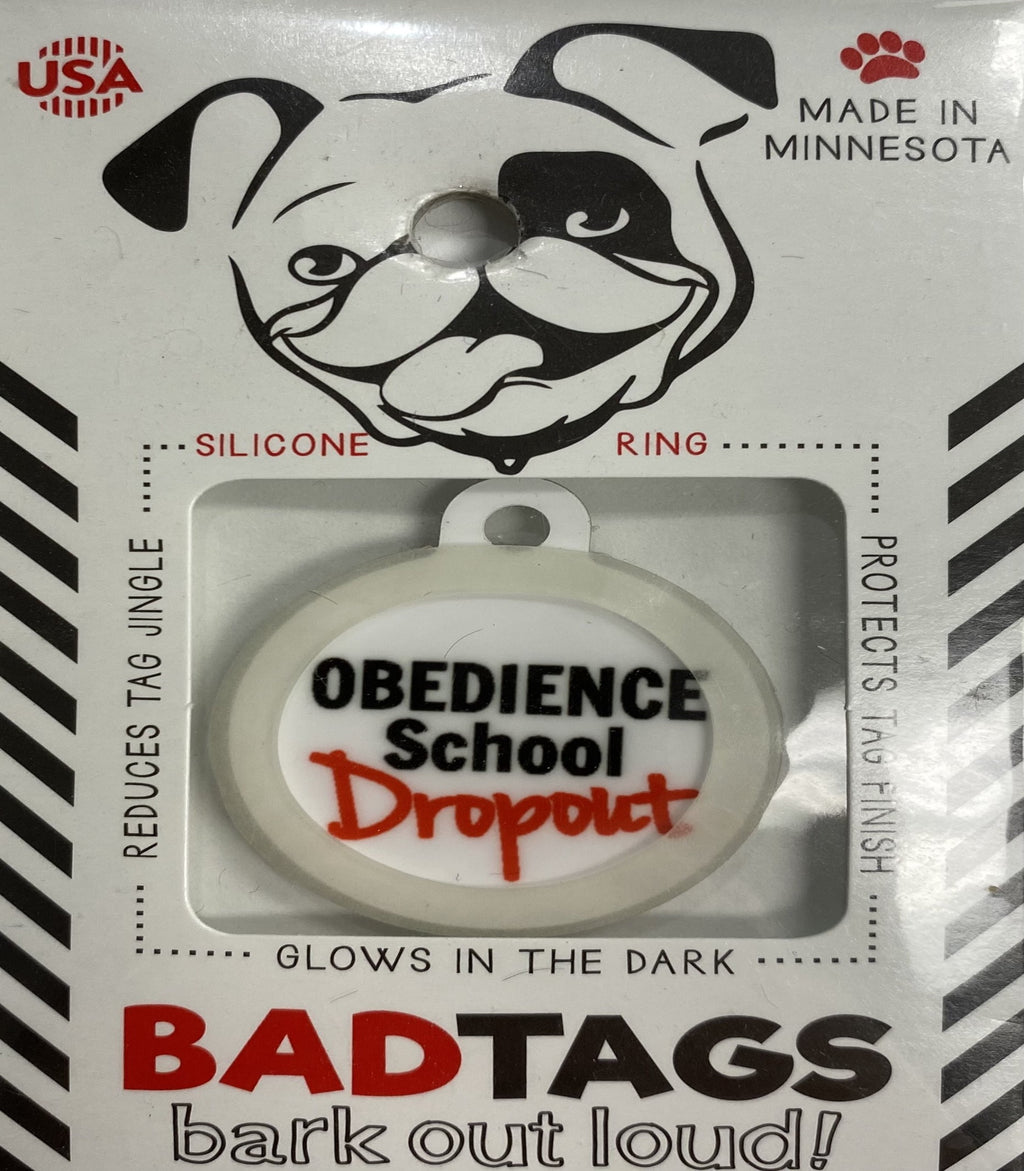 USA
MADE IN
MINNESOTA
SILICONE RING
REDUCES TAG JINGLE
PROTECTS TAG FINISH
OBEDIENCE
School
Dropout
GLOWS IN THE DARK
BADTAGS
bark out loud!